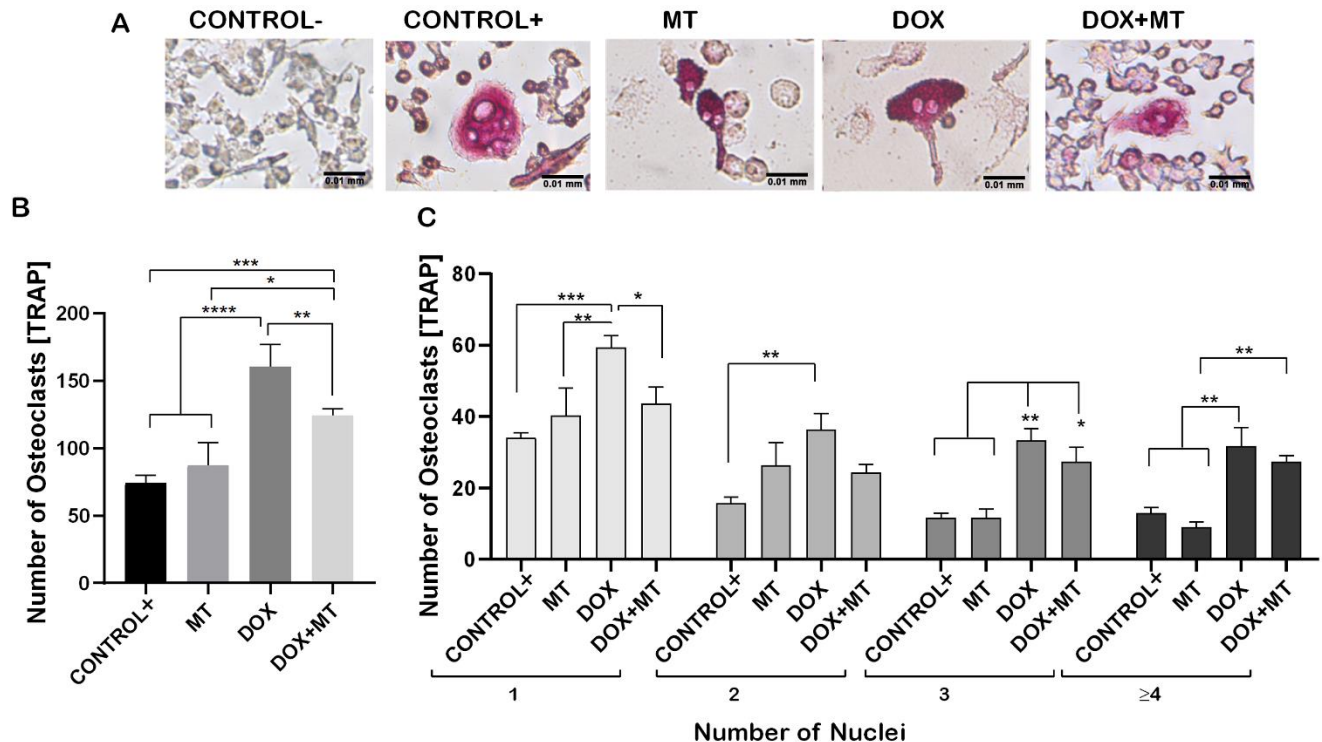 A
CONTROL- CONTROL+ MT DOX DOX+MT
0.01 mm 0.01 mm 0.01 mm 0.01 mm 0.01 mm
B
Number of Osteoclasts [TRAP]
200
150
100
50
0
***
*
****
**
CONTROL+ MT DOX DOX+MT
C
Number of Osteoclasts [TRAP]
80
60
40
20
0
*** *
**
**
** *
**
**
CONTROL+ MT DOX DOX+MT CONTROL+ MT DOX DOX+MT CONTROL+ MT DOX DOX+MT CONTROL+ MT DOX DOX+MT
1 2 3 ≥4
Number of Nuclei